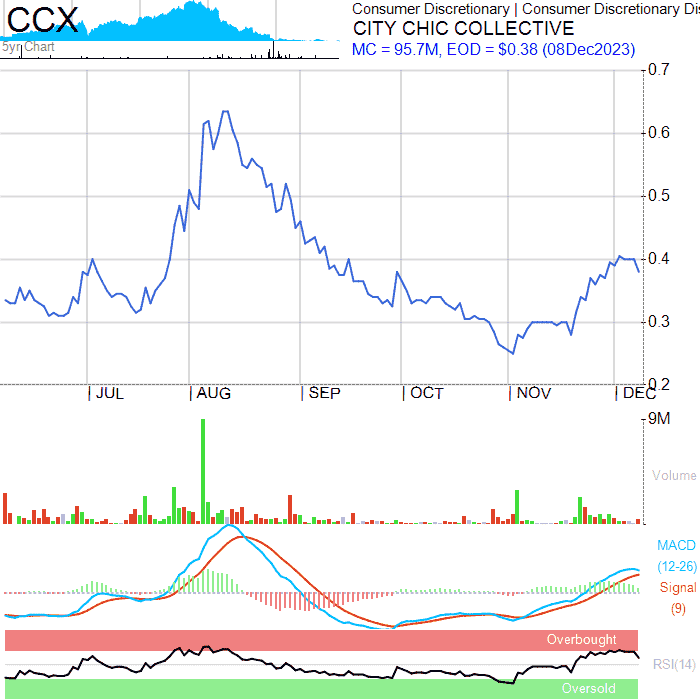 CCX
5yr Chart
Consumer Discretionary | Consumer Discretionary Dis
CITY CHIC COLLECTIVE
MC = 95.7M, EOD = $0.38 (08Dec2023)
0.7
0.6
0.5
0.4
0.3
0.2
JUL AUG SEP OCT NOV DEC
9M
Volume
MACD
(12-26)
Signal
(9)
Overbought
RSI(14)
Oversold